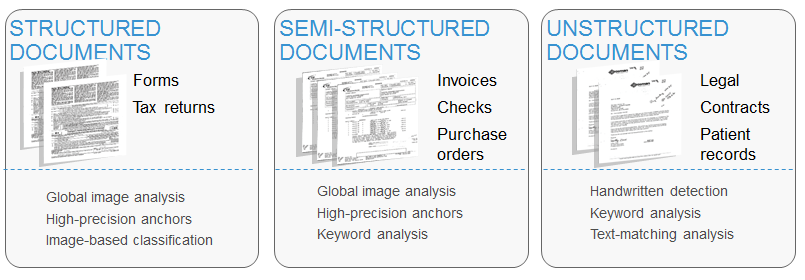 STRUCTURED
DOCUMENTS
Forms
Tax returns
Global image analysis
High-precision anchors
Image-based classification
SEMI-STRUCTURED
DOCUMENTS
Invoices
Checks
Purchase
orders
Global image analysis
High-precision anchors
Keyword analysis
UNSTRUCTURED
DOCUMENTS
Legal
Contracts
Patient
records
Handwritten detection
Keyword analysis
Text-matching analysis